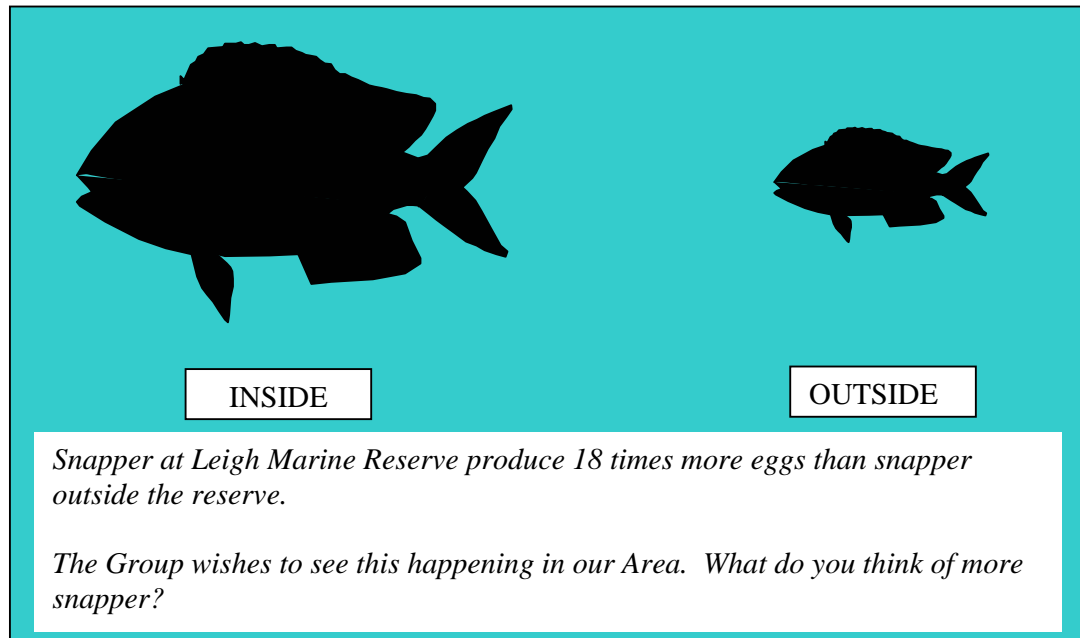 INSIDE
OUTSIDE
Snapper at Leigh Marine Reserve produce 18 times more eggs than snapper
outside the reserve.
The Group wishes to see this happening in our Area.  What do you think of more
snapper?